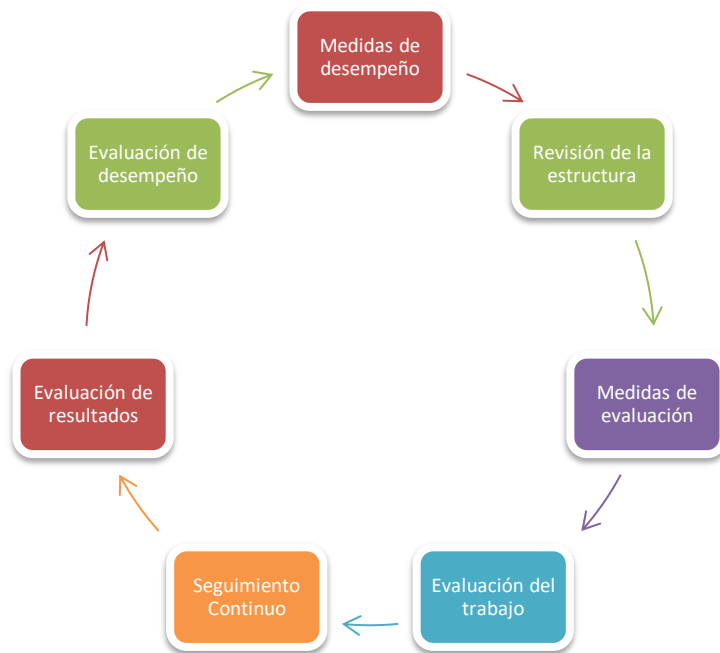 Medidas de
desempeño
Revisión de la
estructura
Medidas de
evaluación
Evaluación del
trabajo
Seguimiento
Continuo
Evaluación de
resultados
Evaluación de
desempeño